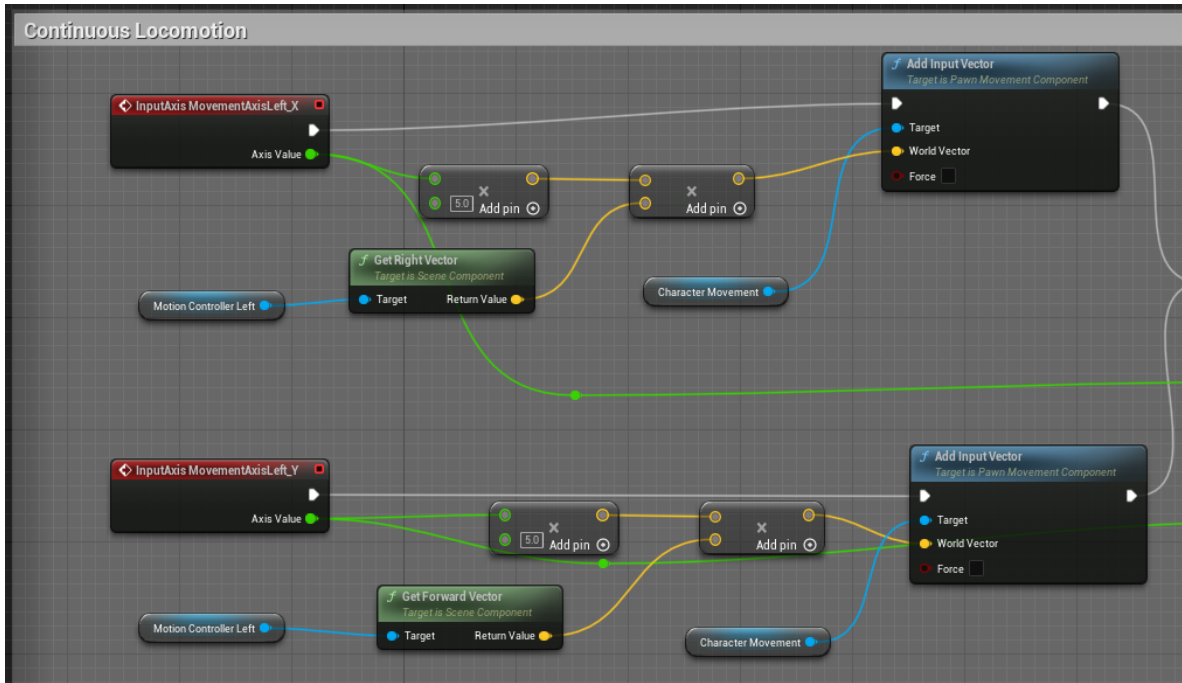 Continuous Locomotion
f Add Input Vector
Target is Pawn Movement Component
Target
World Vector
Force
InputAxis MovementAxisLeft_X
Axis Value
×
5.0 Add pin
×
Add pin
f Get Right Vector
Target is Scene Component
Target Return Value
Motion Controller Left
Character Movement
InputAxis MovementAxisLeft_Y
Axis Value
f Add Input Vector
Target is Pawn Movement Component
Target
World Vector
Force
×
5.0 Add pin
×
Add pin
f Get Forward Vector
Target is Scene Component
Target Return Value
Motion Controller Left
Character Movement